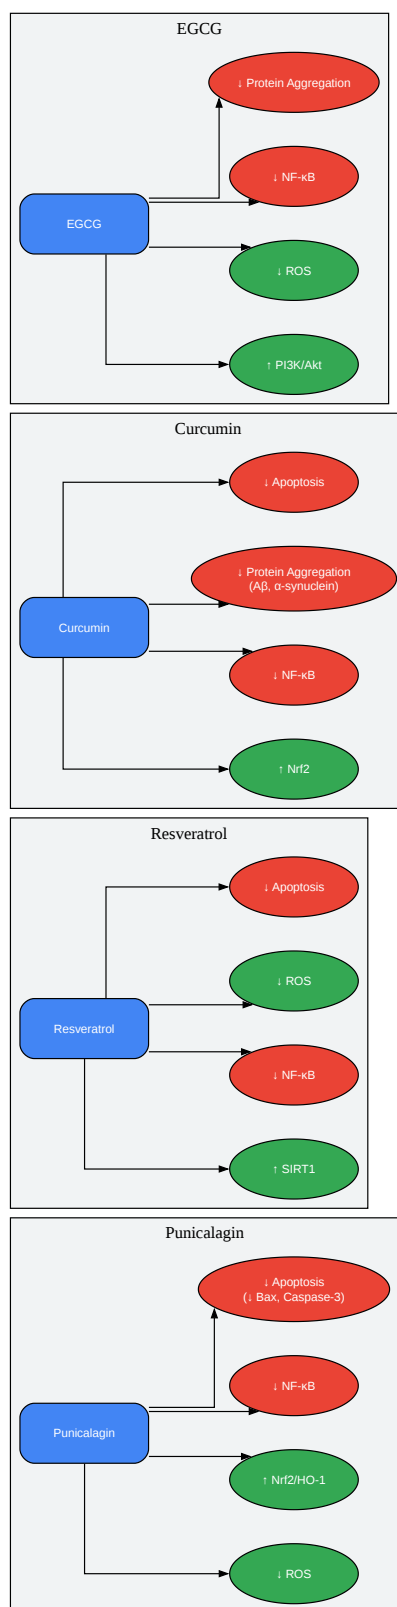 EGCG
↓ Protein Aggregation
↓ NF-κB
EGCG
↓ ROS
↑ PI3K/Akt
Curcumin
↓ Apoptosis
↓ Protein Aggregation
(Aβ, α-synuclein)
Curcumin
↓ NF-κB
↑ Nrf2
Resveratrol
↓ Apoptosis
↓ ROS
Resveratrol
↓ NF-κB
↑ SIRT1
Punicalagin
↓ Apoptosis
(↓ Bax, Caspase-3)
↓ NF-κB
Punicalagin
↑ Nrf2/HO-1
↓ ROS